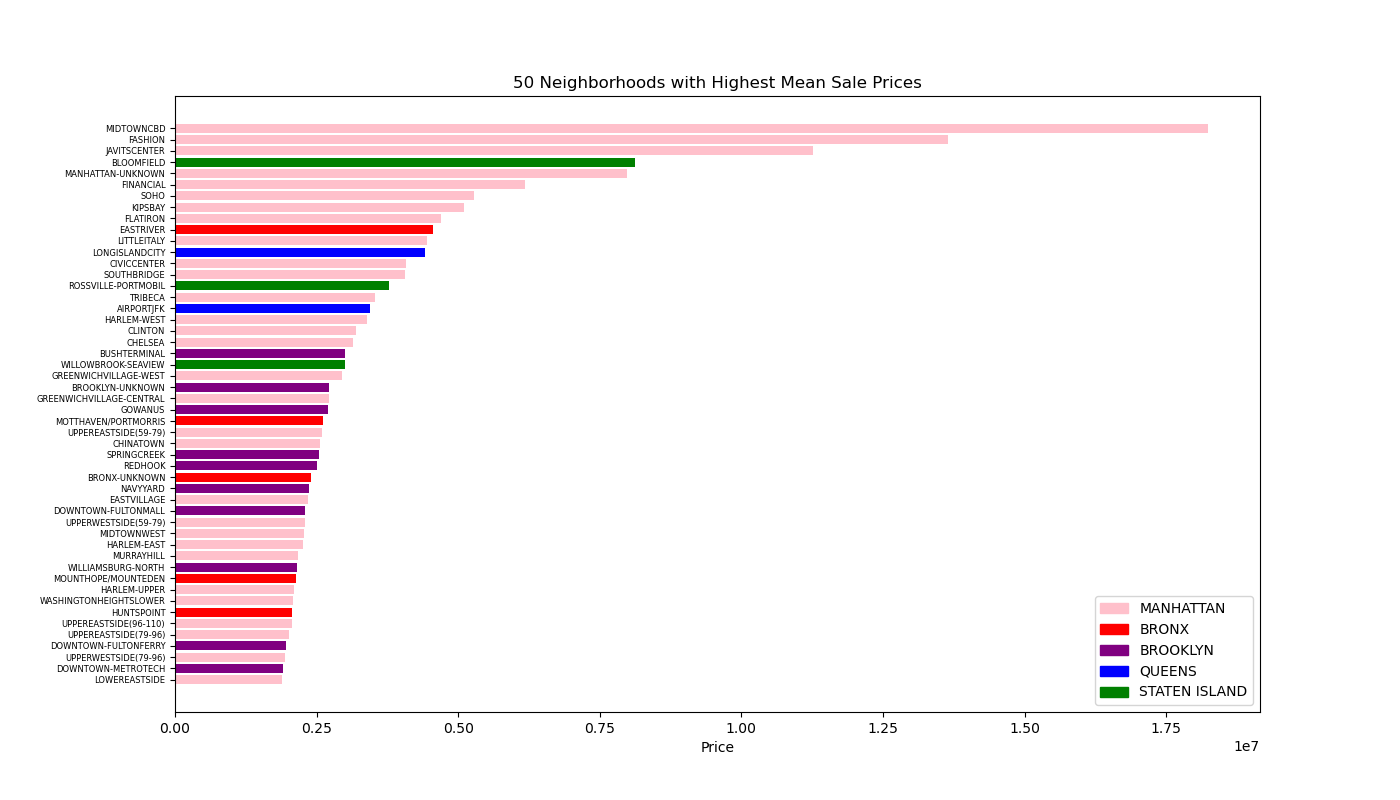 50 Neighborhoods with Highest Mean Sale Prices
MIDTOWNCBD
FASHION
JAVITSCENTER
BLOOMFIELD
MANHATTAN-UNKNOWN
FINANCIAL
SOHO
KIPSBAY
FLATIRON
EASTRIVER
LITTLEITALY
LONGISLANDCITY
CIVICCENTER
SOUTHBRIDGE
ROSSVILLE-PORTMOBIL
TRIBECA
AIRPORTJFK
HARLEM-WEST
CLINTON
CHELSEA
BUSHTERMINAL
WILLOWBROOK-SEAVIEW
GREENWICHVILLAGE-WEST
BROOKLYN-UNKNOWN
GREENWICHVILLAGE-CENTRAL
GOWANUS
MOTTHAVEN/PORTMORRIS
UPPEREASTSIDE(59-79)
CHINATOWN
SPRINGCREEK
REDHOOK
BRONX-UNKNOWN
NAVYYARD
EASTVILLAGE
DOWNTOWN-FULTONMALL
UPPERWESTSIDE(59-79)
MIDTOWNWEST
HARLEM-EAST
MURRAYHILL
WILLIAMSBURG-NORTH
MOUNTHOPE/MOUNTEDEN
HARLEM-UPPER
WASHINGTONHEIGHTSLOWER
HUNTSPOINT
UPPEREASTSIDE(96-110)
UPPEREASTSIDE(79-96)
DOWNTOWN-FULTONFERRY
UPPERWESTSIDE(79-96)
DOWNTOWN-METROTECH
LOWEREASTSIDE
MANHATTAN
BRONX
BROOKLYN
QUEENS
STATEN ISLAND
0.00 0.25 0.50 0.75 1.00 1.25 1.50 1.75
1e7
Price